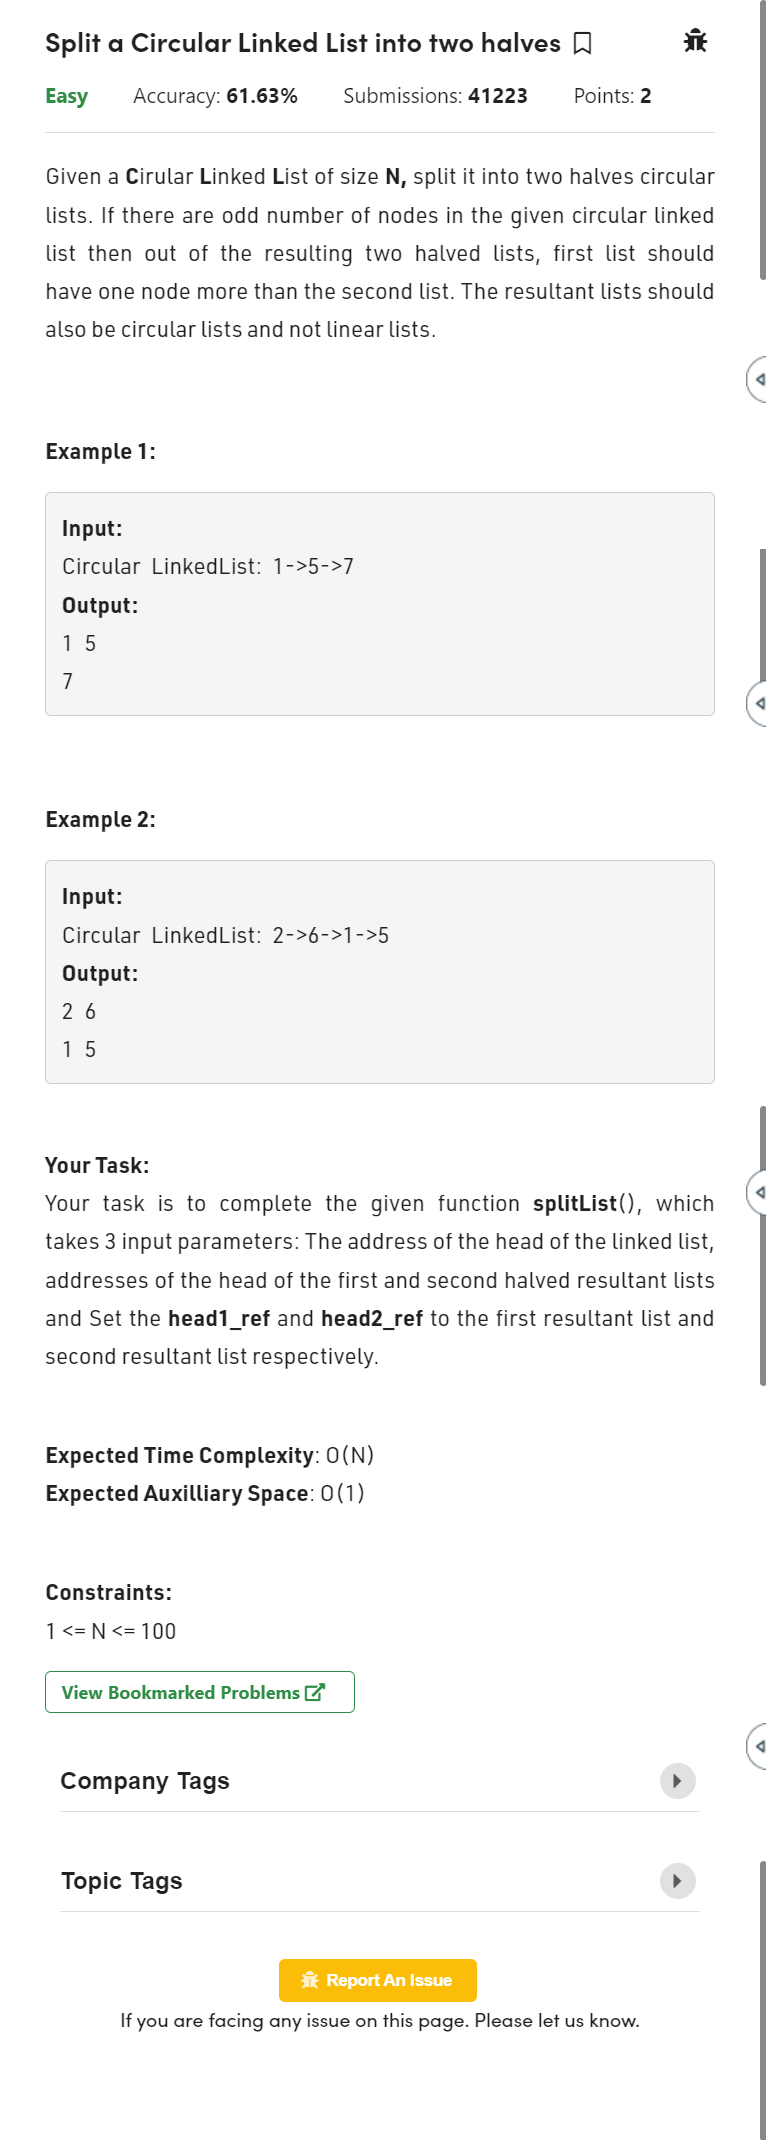 Split a Circular Linked List into two halves
Easy Accuracy: 61.63% Submissions: 41223 Points: 2
Given a Cirular Linked List of size N, split it into two halves circular
lists. If there are odd number of nodes in the given circular linked
list then out of the resulting two halved lists, first list should
have one node more than the second list. The resultant lists should
also be circular lists and not linear lists.
Example 1:
Input:
Circular LinkedList: 1->5->7
Output:
1 5
7
Example 2:
Input:
Circular LinkedList: 2->6->1->5
Output:
2 6
1 5
Your Task:
Your task is to complete the given function splitList(), which
takes 3 input parameters: The address of the head of the linked list,
addresses of the head of the first and second halved resultant lists
and Set the head1_ref and head2_ref to the first resultant list and
second resultant list respectively.
Expected Time Complexity: O(N)
Expected Auxilliary Space: O(1)
Constraints:
1 <= N <= 100
View Bookmarked Problems
Company Tags
Topic Tags
Report An Issue
If you are facing any issue on this page. Please let us know.